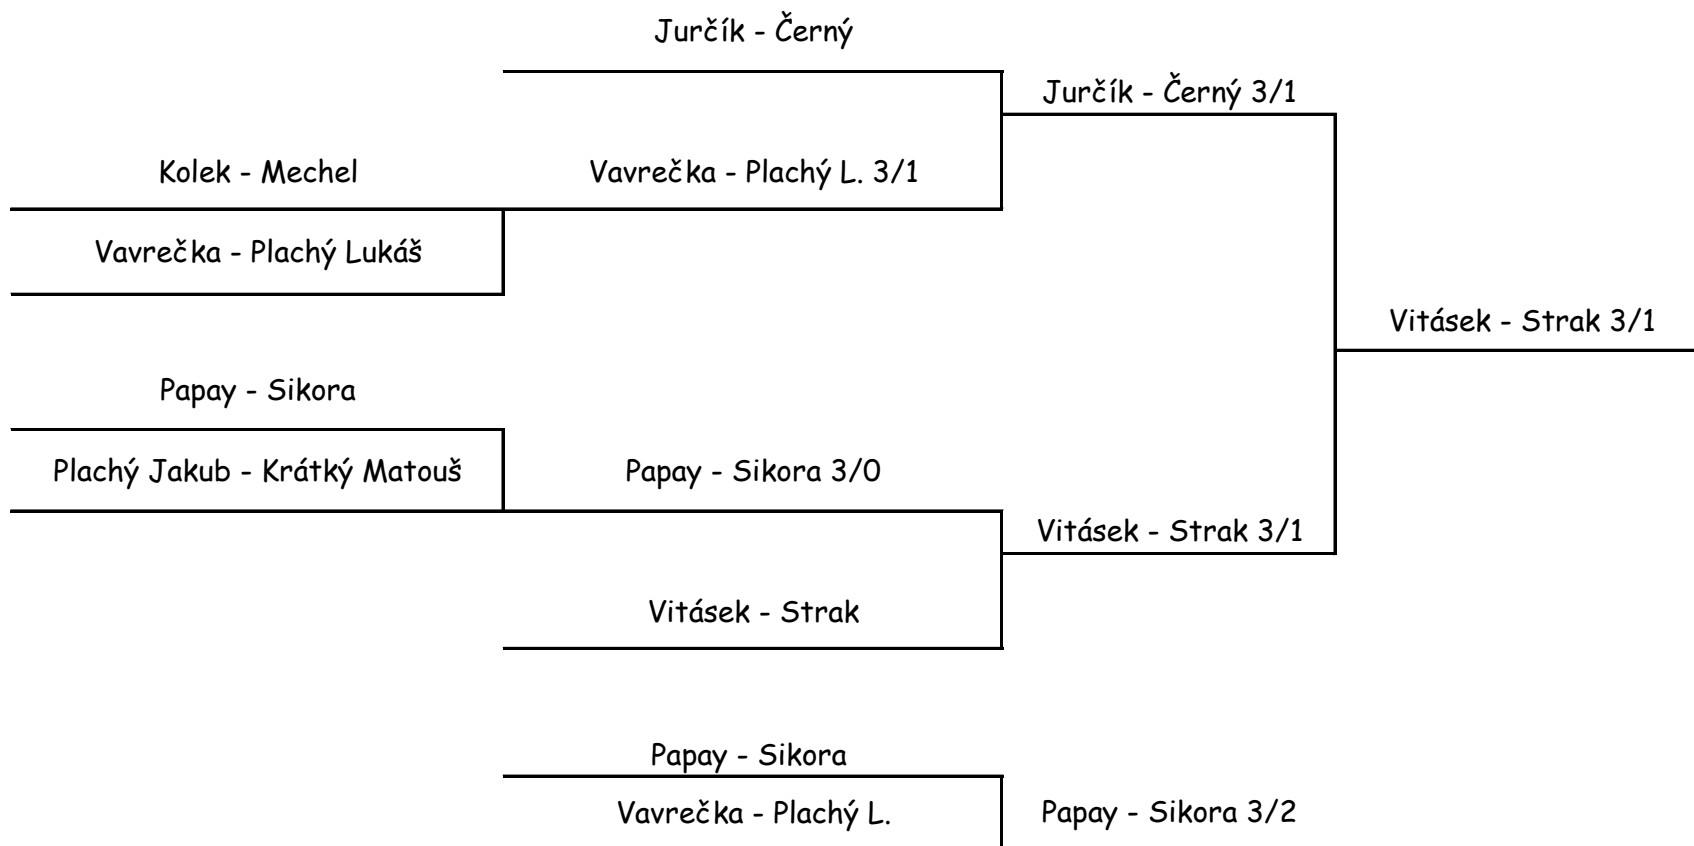 Jurčík - Černý
Jurčík - Černý 3/1
Kolek - Mechel
Vavrečka - Plachý L. 3/1
Vavrečka - Plachý Lukáš
Vitásek - Strak 3/1
Papay - Sikora
Plachý Jakub - Krátký Matouš
Papay - Sikora 3/0
Vitásek - Strak 3/1
Vitásek - Strak
Papay - Sikora
Vavrečka - Plachý L.
Papay - Sikora 3/2